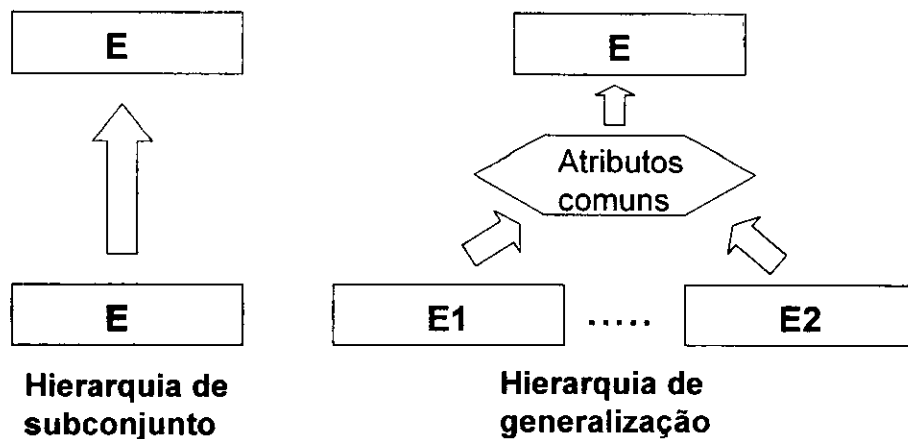 E
E
Atributos
comuns
E
E1
.....
E2
Hierarquia de
subconjunto
Hierarquia de
generalização